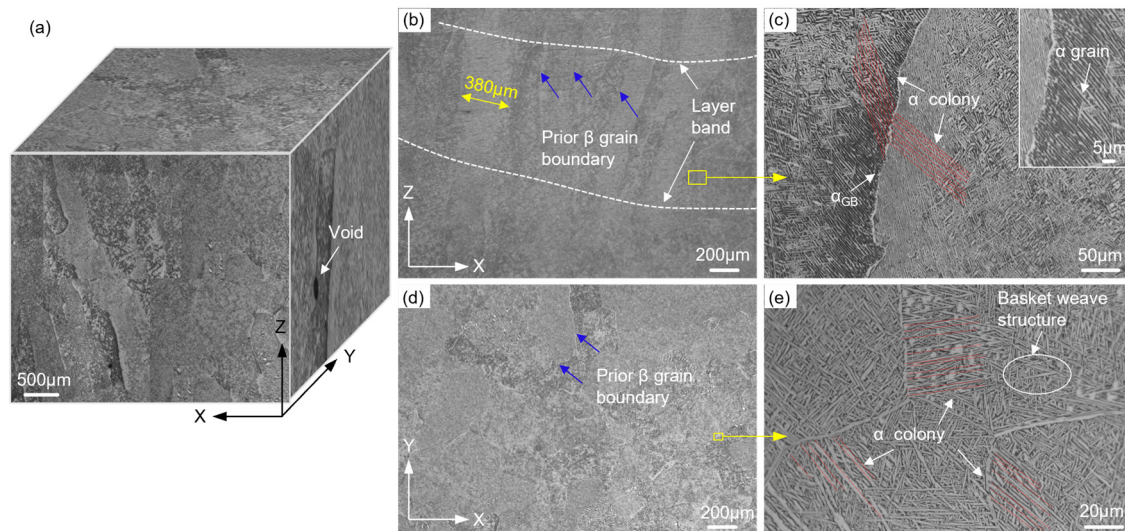 (a)
Void
Z
Y
X
500μm
(b)
380μm
Prior β grain
boundary
Layer
band
Z
X
200μm
(c)
α grain
α colony
5μm
α_GB
50μm
(d)
Prior β grain
boundary
Y
X
200μm
(e)
Basket weave
structure
α colony
20μm